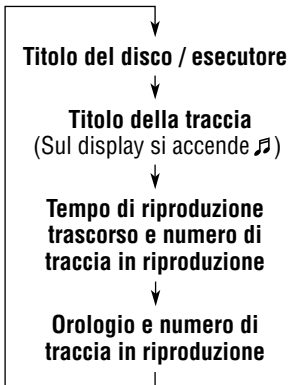 Titolo del disco / esecutore
Titolo della traccia
(Sul display si accende ♫)
Tempo di riproduzione
trascorso e numero di
traccia in riproduzione
Orologio e numero di
traccia in riproduzione